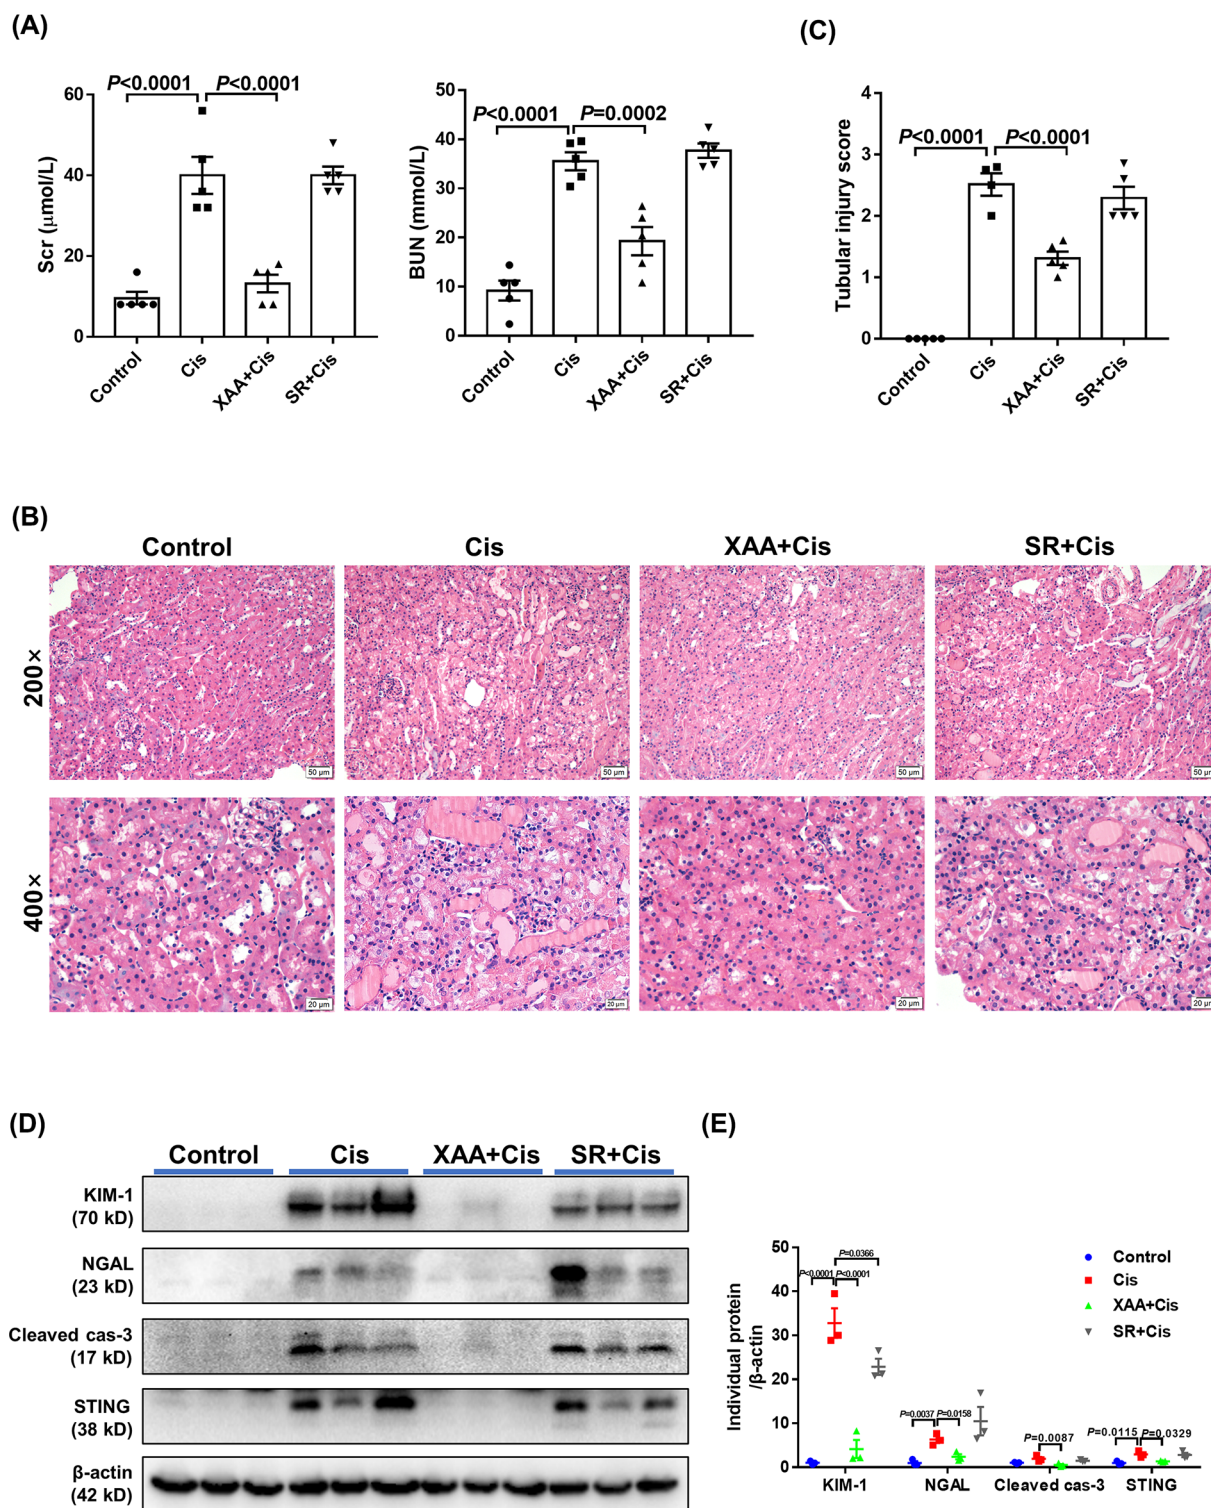 (A)
P<0.0001
P<0.0001
60
40
20
0
Scr (μmol/L)
Control
Cis
XAA+Cis
SR+Cis
50
40
30
20
10
0
BUN (mmol/L)
P<0.0001
P=0.0002
Control
Cis
XAA+Cis
SR+Cis
(C)
4
3
2
1
0
Tubular injury score
P<0.0001
P<0.0001
Control
Cis
XAA+Cis
SR+Cis
(B)
Control
Cis
XAA+Cis
SR+Cis
200×
50 μm
50 μm
50 μm
50 μm
400×
20 μm
20 μm
20 μm
20 μm
(D)
Control
Cis
XAA+Cis
SR+Cis
KIM-1
(70 kD)
NGAL
(23 kD)
Cleaved cas-3
(17 kD)
STING
(38 kD)
β-actin
(42 kD)
(E)
50
40
30
20
10
0
Individual protein
/β-actin
P=0.0366
P<0.0001
P<0.0001
P=0.0037
P=0.0158
P=0.0087
P=0.0115
P=0.0329
Control
Cis
XAA+Cis
SR+Cis
KIM-1
NGAL
Cleaved cas-3
STING